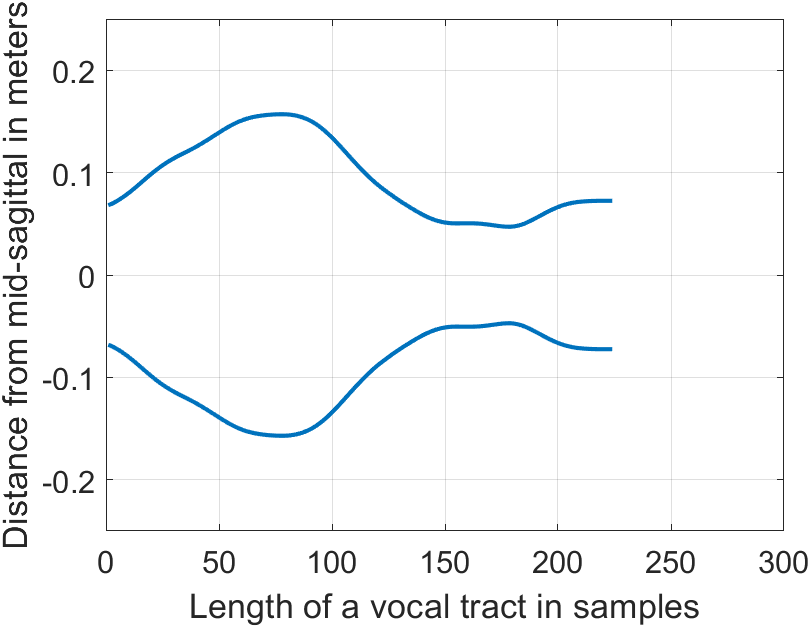 Distance from mid-sagittal in meters
0.2
0.1
0
-0.1
-0.2
0 50 100 150 200 250 300
Length of a vocal tract in samples